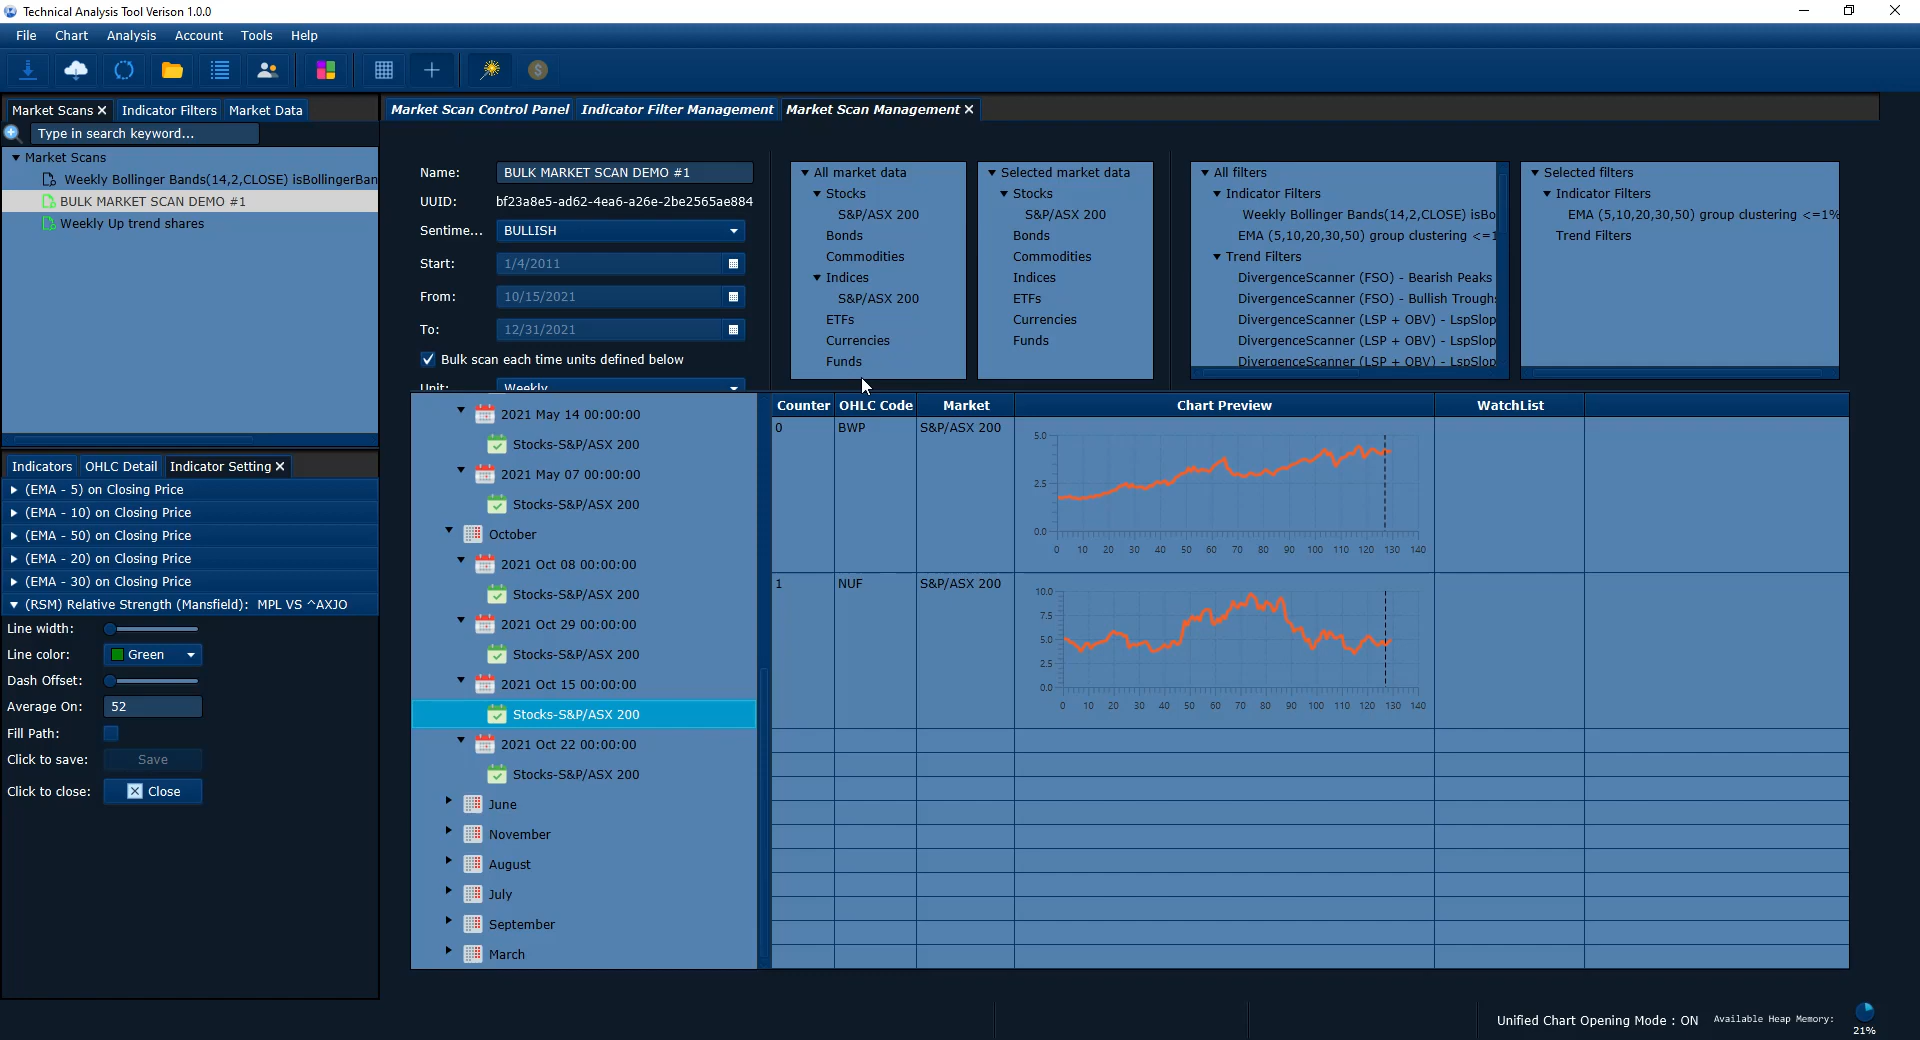 Technical Analysis Tool Verison 1.0.0
File Chart Analysis Account Tools Help
Market Scans Indicator Filters Market Data
Type in search keyword...
Market Scans
Weekly Bollinger Bands(14,2,CLOSE) isBollingerBan
BULK MARKET SCAN DEMO #1
Weekly Up trend shares
Indicators OHLC Detail Indicator Setting
(EMA - 5) on Closing Price
(EMA - 10) on Closing Price
(EMA - 50) on Closing Price
(EMA - 20) on Closing Price
(EMA - 30) on Closing Price
(RSM) Relative Strength (Mansfield): MPL VS ^AXJO
Line width:
Line color: Green
Dash Offset:
Average On: 52
Fill Path:
Click to save: Save
Click to close: Close
Market Scan Control Panel Indicator Filter Management Market Scan Management
Name: BULK MARKET SCAN DEMO #1
UUID: bf23a8e5-ad62-4ea6-a26e-2be2565ae884
Sentime... BULLISH
Start: 1/4/2011
From: 10/15/2021
To: 12/31/2021
Bulk scan each time units defined below
Unit: Weekly
All market data
Stocks
S&P/ASX 200
Bonds
Commodities
Indices
S&P/ASX 200
ETFs
Currencies
Funds
Selected market data
Stocks
S&P/ASX 200
Bonds
Commodities
Indices
ETFs
Currencies
Funds
All filters
Indicator Filters
Weekly Bollinger Bands(14,2,CLOSE) isBo
EMA (5,10,20,30,50) group clustering <=1
Trend Filters
DivergenceScanner (FSO) - Bearish Peaks
DivergenceScanner (FSO) - Bullish Troughs
DivergenceScanner (LSP + OBV) - LspSlop
DivergenceScanner (LSP + OBV) - LspSlop
DivergenceScanner (LSP + OBV) - LspSlop
Selected filters
Indicator Filters
EMA (5,10,20,30,50) group clustering <=1%
Trend Filters
2021 May 14 00:00:00
Stocks-S&P/ASX 200
2021 May 07 00:00:00
Stocks-S&P/ASX 200
October
2021 Oct 08 00:00:00
Stocks-S&P/ASX 200
2021 Oct 29 00:00:00
Stocks-S&P/ASX 200
2021 Oct 15 00:00:00
Stocks-S&P/ASX 200
2021 Oct 22 00:00:00
Stocks-S&P/ASX 200
June
November
August
July
September
March
Counter OHLC Code Market Chart Preview WatchList
0 BWP S&P/ASX 200
5.0
2.5
0.0
0 10 20 30 40 50 60 70 80 90 100 110 120 130 140
1 NUF S&P/ASX 200
10.0
7.5
5.0
2.5
0.0
0 10 20 30 40 50 60 70 80 90 100 110 120 130 140
Unified Chart Opening Mode : ON Available Heap Memory: 21%